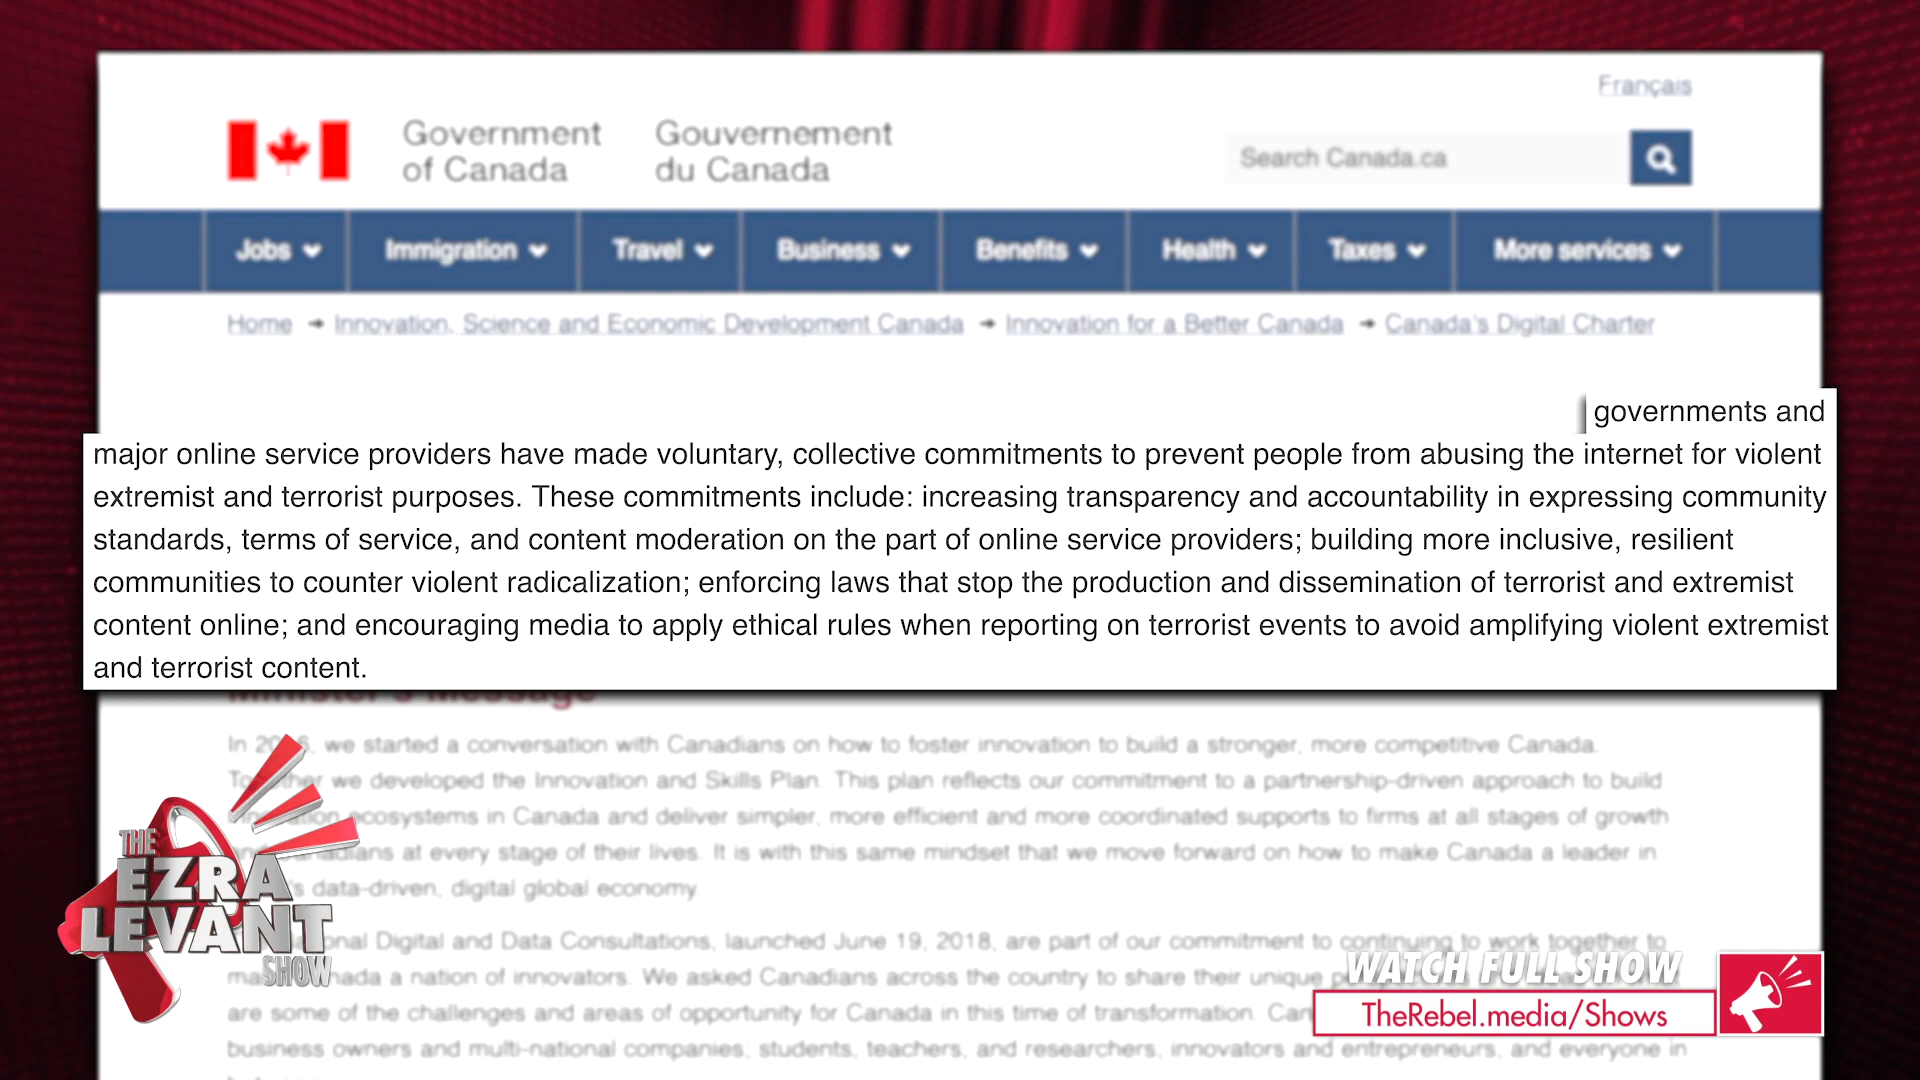 Français
Government
of Canada
Gouvernement
du Canada
Search Canada.ca
Jobs
Immigration
Travel
Business
Benefits
Health
Taxes
More services
Home → Innovation, Science and Economic Development Canada → Innovation for a Better Canada → Canada's Digital Charter
governments and
major online service providers have made voluntary, collective commitments to prevent people from abusing the internet for violent
extremist and terrorist purposes. These commitments include: increasing transparency and accountability in expressing community
standards, terms of service, and content moderation on the part of online service providers; building more inclusive, resilient
communities to counter violent radicalization; enforcing laws that stop the production and dissemination of terrorist and extremist
content online; and encouraging media to apply ethical rules when reporting on terrorist events to avoid amplifying violent extremist
and terrorist content.
Minister's Message
In we started a conversation with Canadians on how to foster innovation to build a stronger, more competitive Canada.
we developed the Innovation and Skills Plan. This plan reflects our commitment to a partnership-driven approach to build
ecosystems in Canada and deliver simpler, more efficient and more coordinated supports to firms at all stages of growth
at every stage of their lives. It is with this same mindset that we move forward on how to make Canada a leader in
data-driven, digital global economy.
Digital and Data Consultations, launched June 19, 2018, are part of our commitment to continuing to work together to
a nation of innovators. We asked Canadians across the country to share their unique
are some of the challenges and areas of opportunity for Canada in this time of transformation.
business owners and multi-national companies; students, teachers, and researchers, innovators and entrepreneurs, and everyone in
THE
EZRA
LEVANT
SHOW
WATCH FULL SHOW
TheRebel.media/Shows